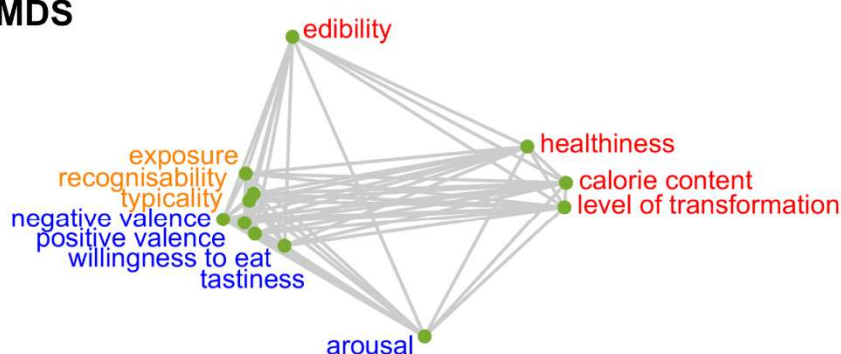 MDS
edibility
healthiness
exposure
recognisability
calorie content
typicality
level of transformation
negative valence
positive valence
willingness to eat
tastiness
arousal